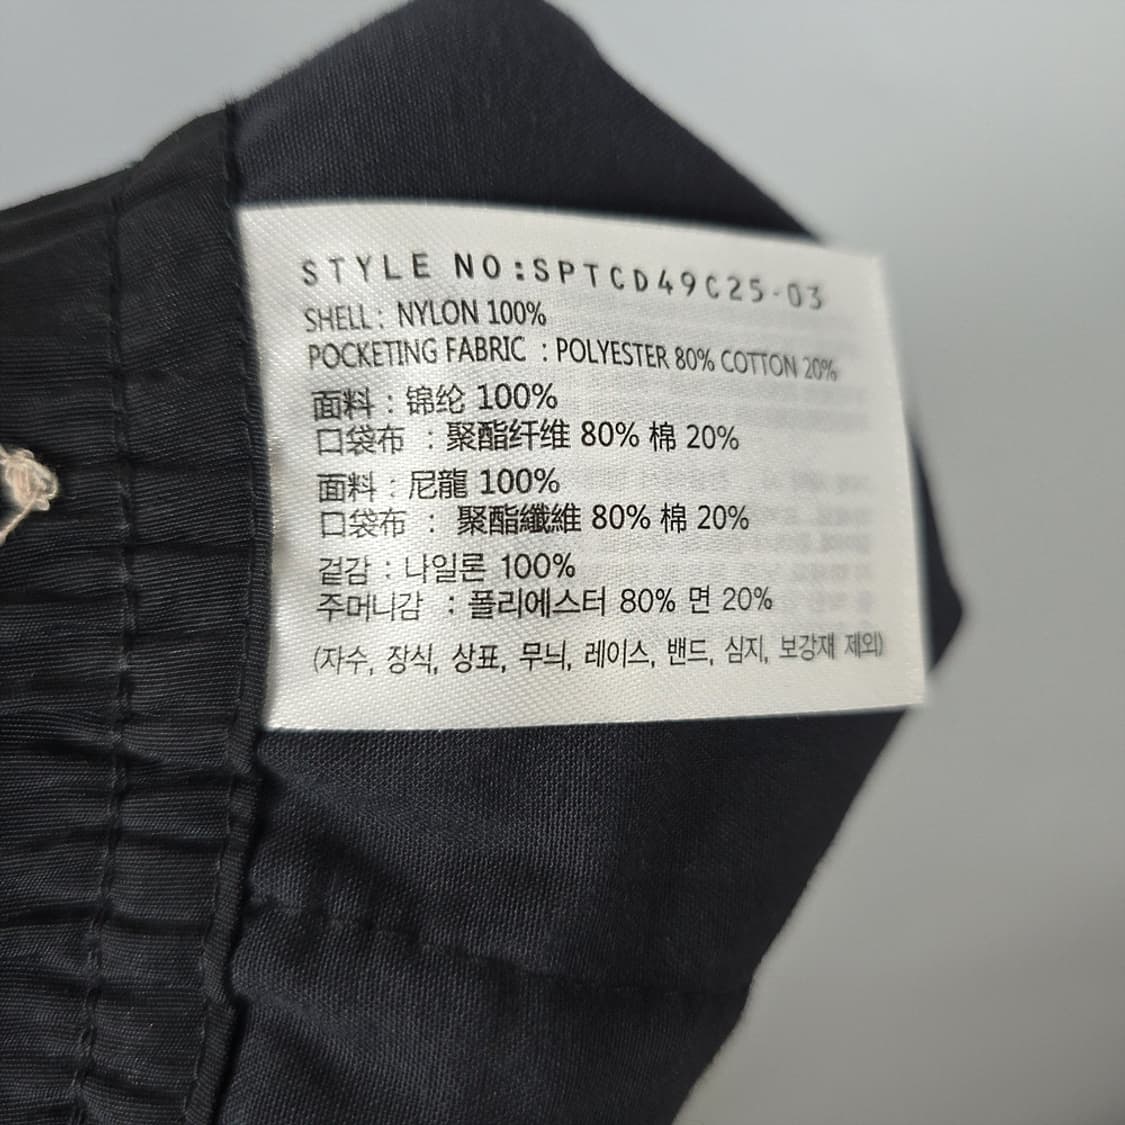 STYLE NO:SPTCD49C25-03
SHELL: NYLON 100%
POCKETING FABRIC : POLYESTER 80% COTTON 20%
面料 : 锦纶 100%
口袋布 : 聚酯纤维 80% 棉 20%
面料 : 尼龍 100%
口袋布 : 聚酯纖維 80% 棉 20%
겉감 : 나일론 100%
주머니감 : 폴리에스터 80% 면 20%
(자수, 장식, 상표, 무늬, 레이스, 밴드, 심지, 보강재 제외)